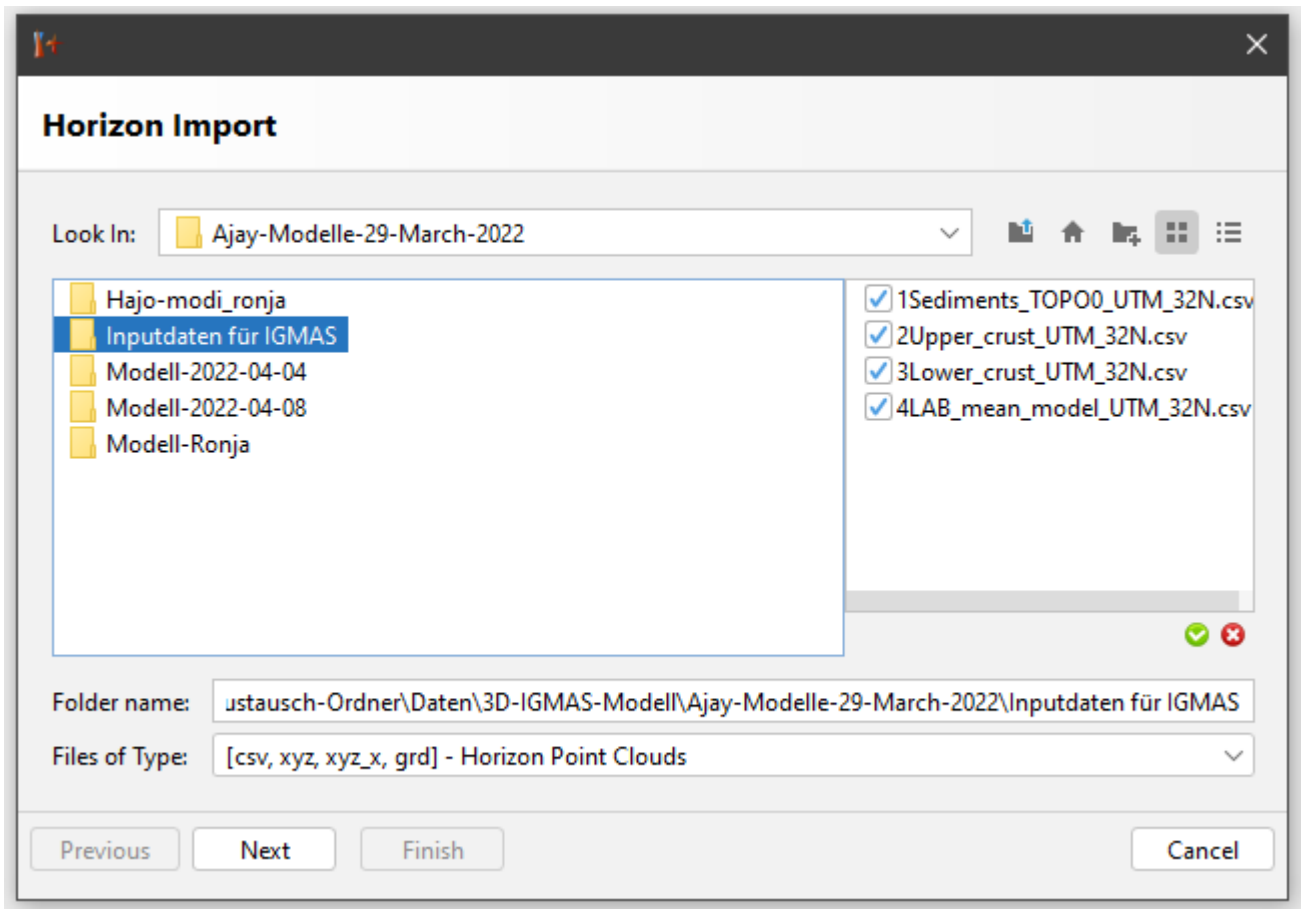 Horizon Import
Look In: Ajay-Modelle-29-March-2022
Hajo-modi_ronja
Inputdaten für IGMAS
Modell-2022-04-04
Modell-2022-04-08
Modell-Ronja
1Sediments_TOPO0_UTM_32N.csv
2Upper_crust_UTM_32N.csv
3Lower_crust_UTM_32N.csv
4LAB_mean_model_UTM_32N.csv
Folder name: ustausch-Ordner\Daten\3D-IGMAS-Modell\Ajay-Modelle-29-March-2022\Inputdaten für IGMAS
Files of Type: [csv, xyz, xyz_x, grd] - Horizon Point Clouds
Previous Next Finish Cancel